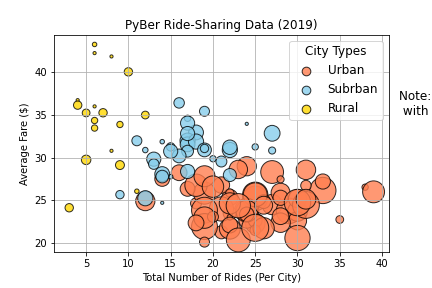 PyBer Ride-Sharing Data (2019)
City Types
Urban
Subrban
Rural
Note:
with
Average Fare ($)
40
35
30
25
20
5
10
15
20
25
30
35
40
Total Number of Rides (Per City)